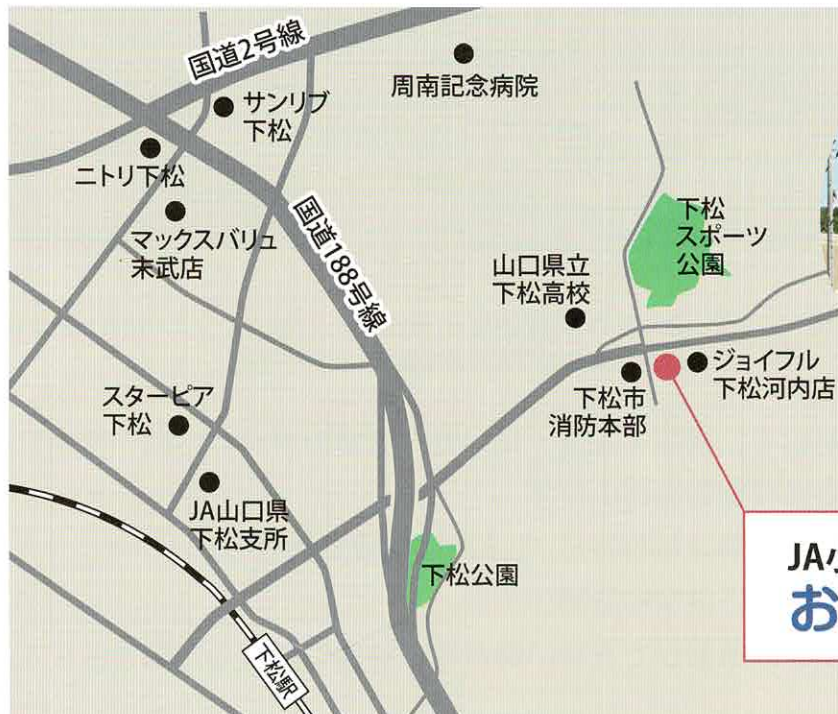 国道2号線
周南記念病院
サンリブ
下松
ニトリ下松
マックスバリュ
末武店
国道188号線
下松
スポーツ
公園
山口県立
下松高校
ジョイフル
下松河内店
下松市
消防本部
スターピア
下松
JA山口県
下松支所
下松公園
下松駅
JA
お